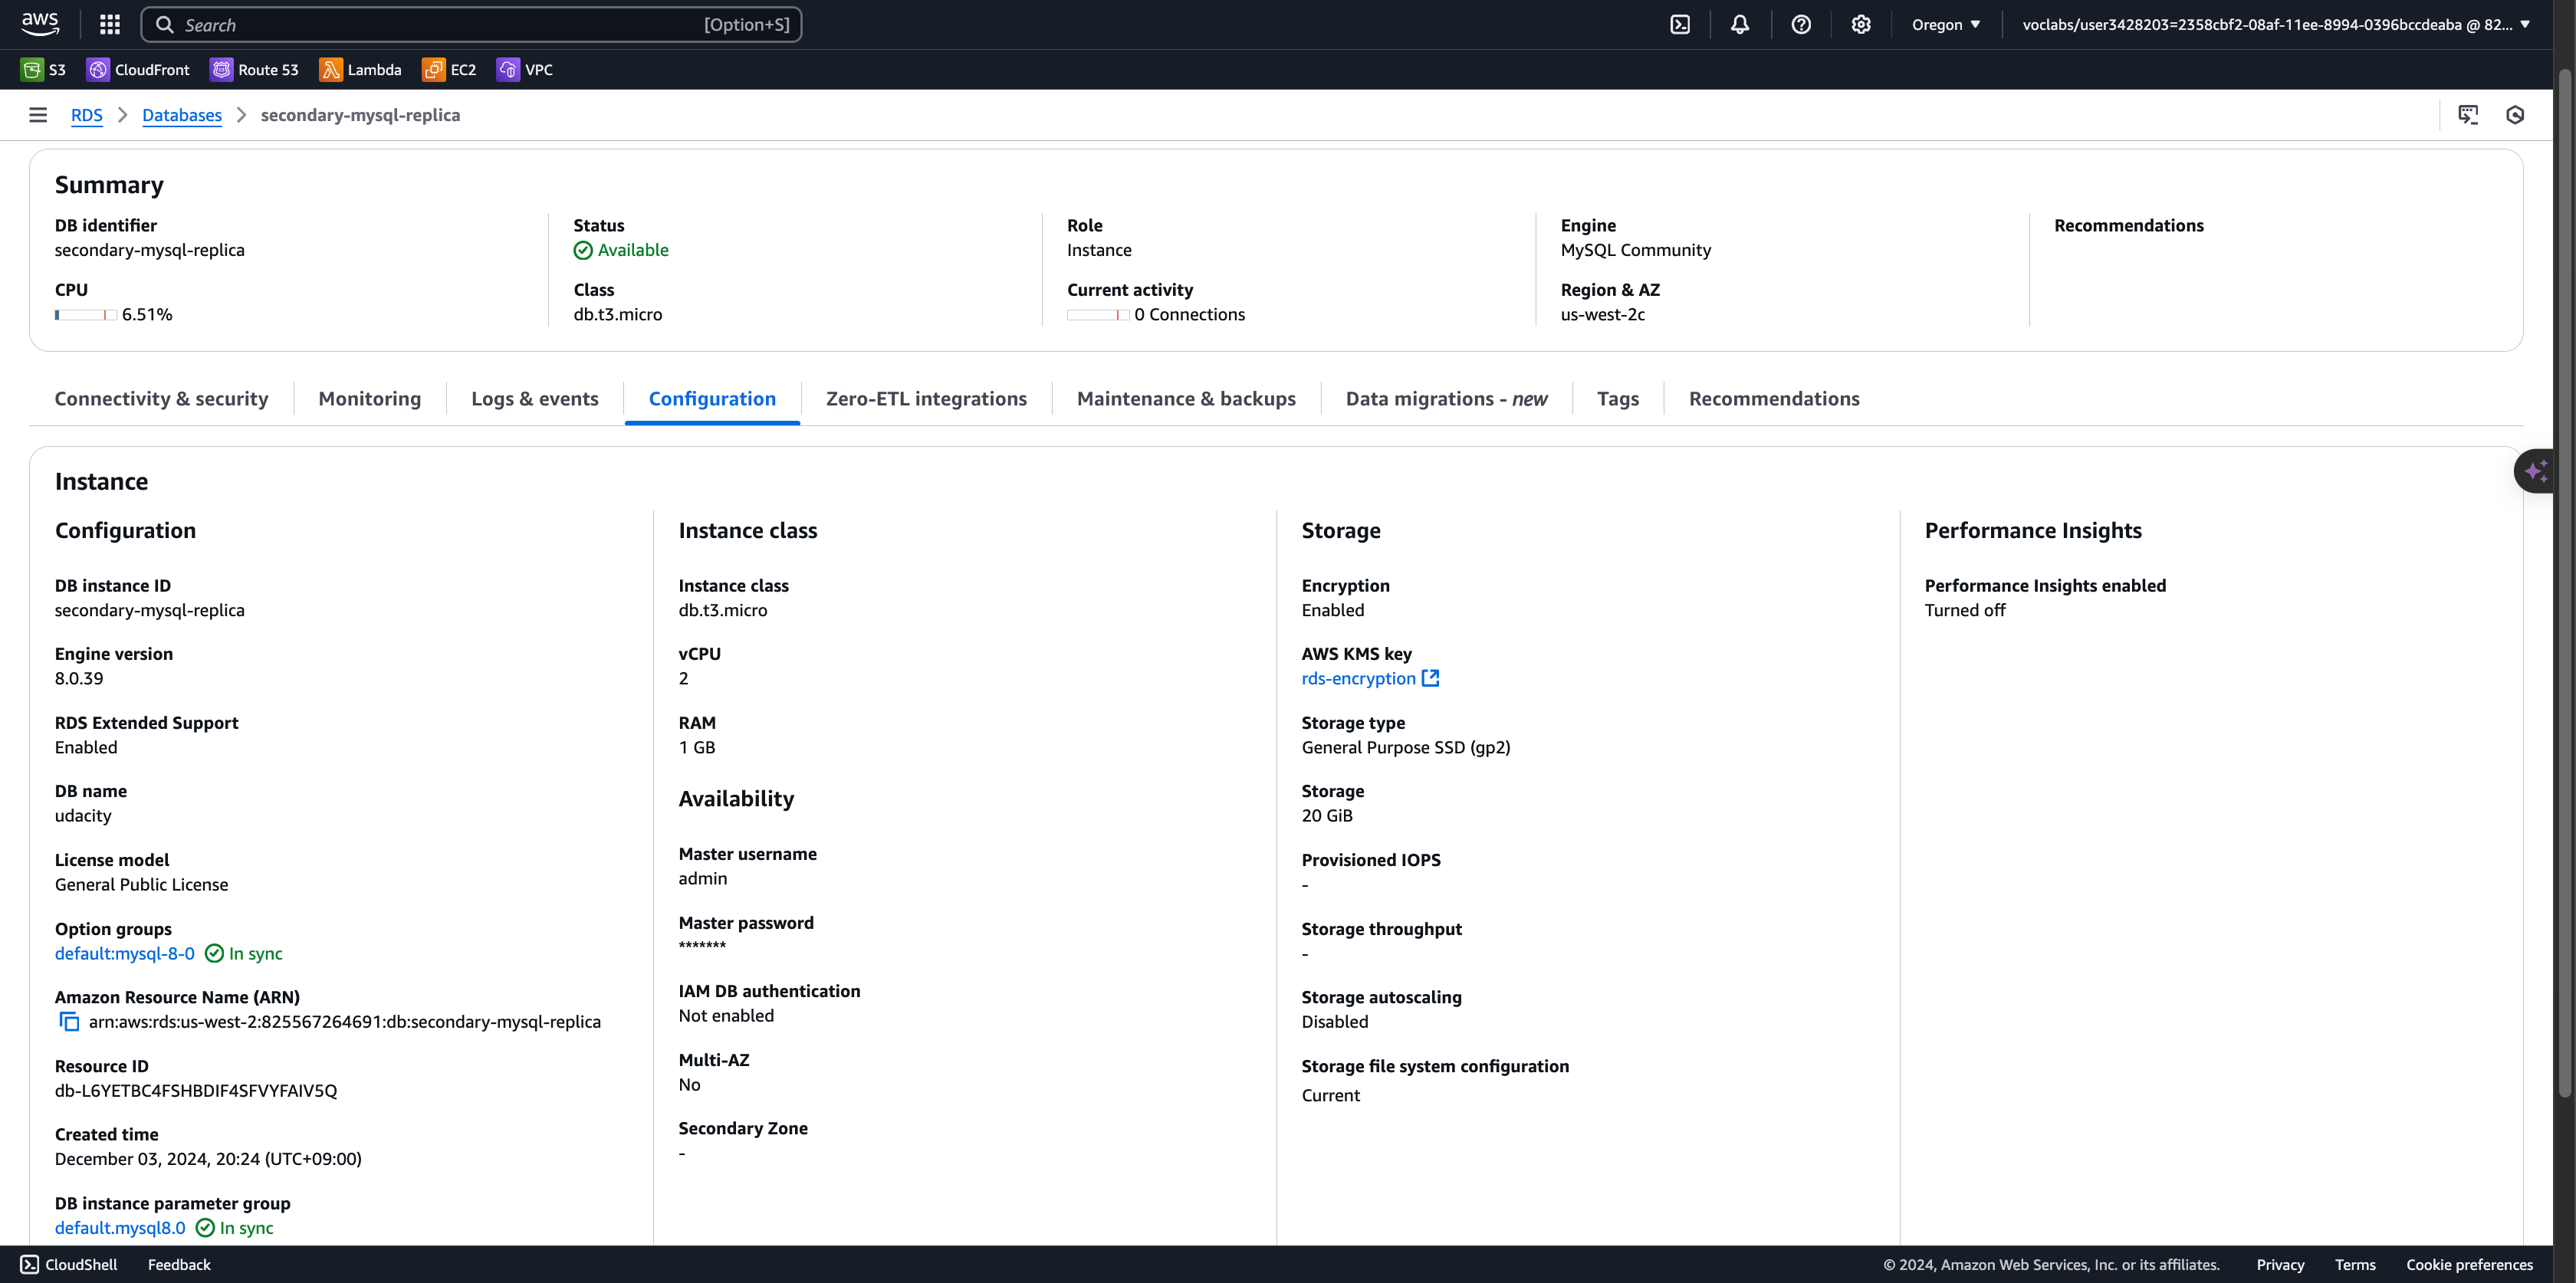 aws
Search
[Option+S]
Oregon
voclabs/user3428203=2358cbf2-08af-11ee-8994-0396bccdeaba @ 82...
S3
CloudFront
Route 53
Lambda
EC2
VPC
RDS
Databases
secondary-mysql-replica
Summary
DB identifier
secondary-mysql-replica
CPU
6.51%
Status
Available
Class
db.t3.micro
Role
Instance
Current activity
0 Connections
Engine
MySQL Community
Region & AZ
us-west-2c
Recommendations
Connectivity & security
Monitoring
Logs & events
Configuration
Zero-ETL integrations
Maintenance & backups
Data migrations - new
Tags
Recommendations
Instance
Configuration
DB instance ID
secondary-mysql-replica
Engine version
8.0.39
RDS Extended Support
Enabled
DB name
udacity
License model
General Public License
Option groups
default:mysql-8-0 In sync
Amazon Resource Name (ARN)
arn:aws:rds:us-west-2:825567264691:db:secondary-mysql-replica
Resource ID
db-L6YETBC4FSHBDIF4SFVYFAIV5Q
Created time
December 03, 2024, 20:24 (UTC+09:00)
DB instance parameter group
default.mysql8.0 In sync
Instance class
Instance class
db.t3.micro
vCPU
2
RAM
1 GB
Availability
Master username
admin
Master password
*******
IAM DB authentication
Not enabled
Multi-AZ
No
Secondary Zone
-
Storage
Encryption
Enabled
AWS KMS key
rds-encryption
Storage type
General Purpose SSD (gp2)
Storage
20 GiB
Provisioned IOPS
-
Storage throughput
-
Storage autoscaling
Disabled
Storage file system configuration
Current
Performance Insights
Performance Insights enabled
Turned off
CloudShell
Feedback
© 2024, Amazon Web Services, Inc. or its affiliates.
Privacy
Terms
Cookie preferences